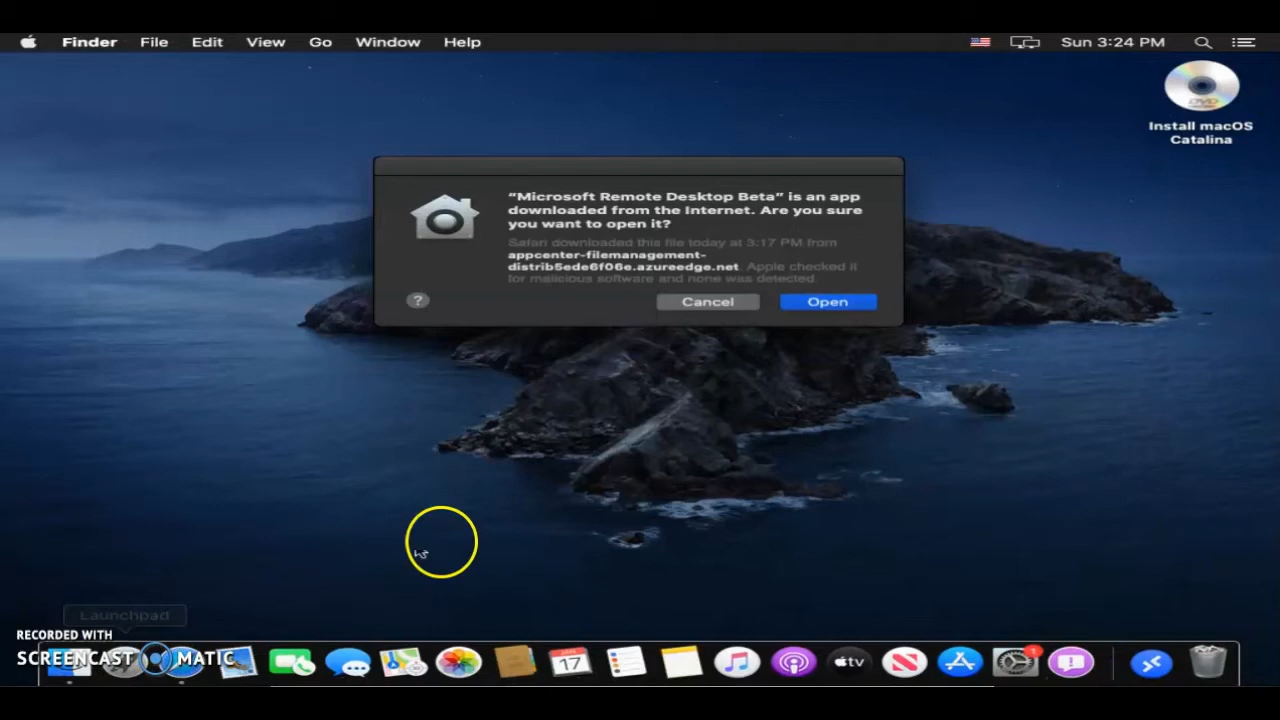 Finder File Edit View Go Window Help Sun 3:24 PM
DVD
Install macOS
Catalina
“Microsoft Remote Desktop Beta” is an app
downloaded from the Internet. Are you sure
you want to open it?
Safari downloaded this file today at 3:17 PM from
appcenter-filemanagement-
distrib5ede6f06e.azureedge.net. Apple checked it
for malicious software and none was detected.
? Cancel Open
Launchpad
RECORDED WITH
SCREENCAST MATIC
17
tv
1